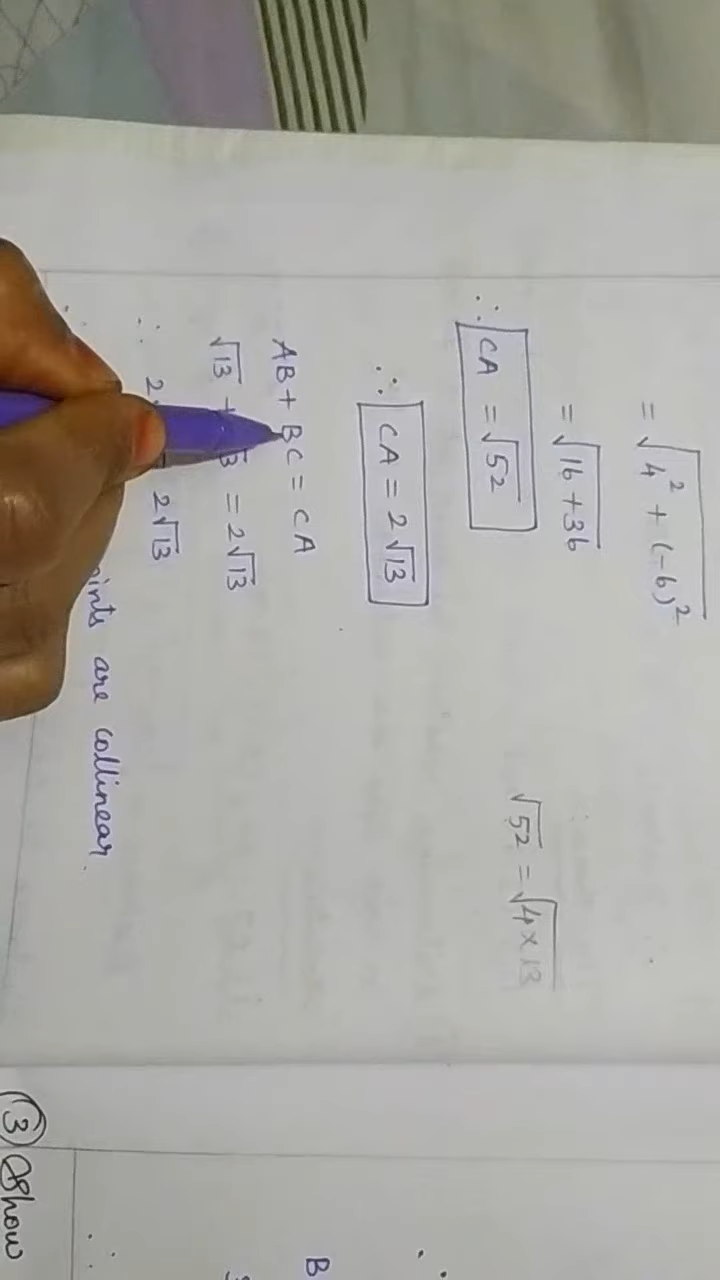 = √4² + (-6)²
= √16 + 36
∴ CA = √52
√52 = √4 × 13
∴ CA = 2√13
AB + BC = CA
√13 + = 2√13
∴ 2 2√13
are collinear.
③ Show
B